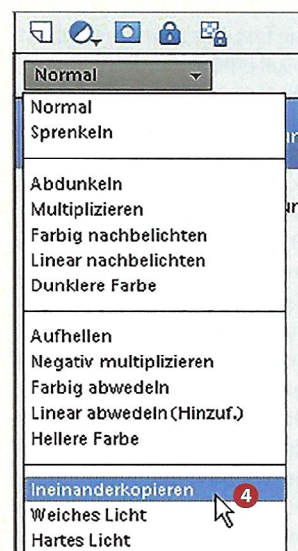 Normal
Normal
Sprenkeln
Abdunkeln
Multiplizieren
Farbig nachbelichten
Linear nachbelichten
Dunklere Farbe
Aufhellen
Negativ multiplizieren
Farbig abwedeln
Linear abwedeln (Hinzuf.)
Hellere Farbe
Ineinanderkopieren 4
Weiches Licht
Hartes Licht